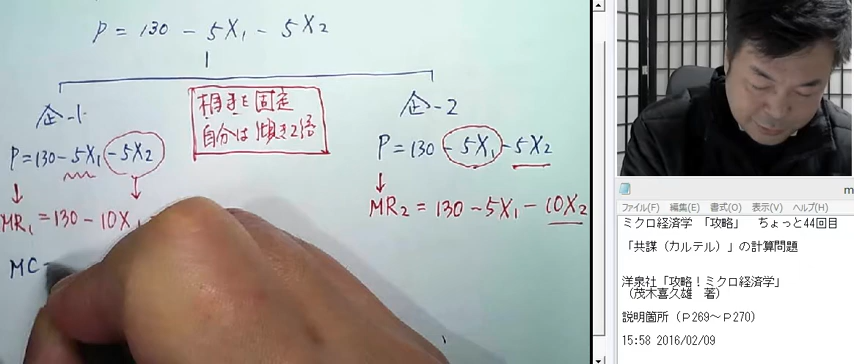 P = 130 - 5X₁ - 5X₂
企-1
相手を固定
自分は傾き2倍
企-2
P=130-5X₁-5X₂
P=130-5X₁-5X₂
MR₁=130-10X₁
MR₂=130-5X₁-10X₂
MC
m
ファイル(F) 編集(E) 書式(O) 表示(V) ヘルプ(H)
ミクロ経済学 「攻略」 ちょっと44回目
「共謀（カルテル）」の計算問題
洋泉社「攻略！ミクロ経済学」
（茂木喜久雄 著）
説明箇所（Ｐ269～Ｐ270）
15:58 2016/02/09